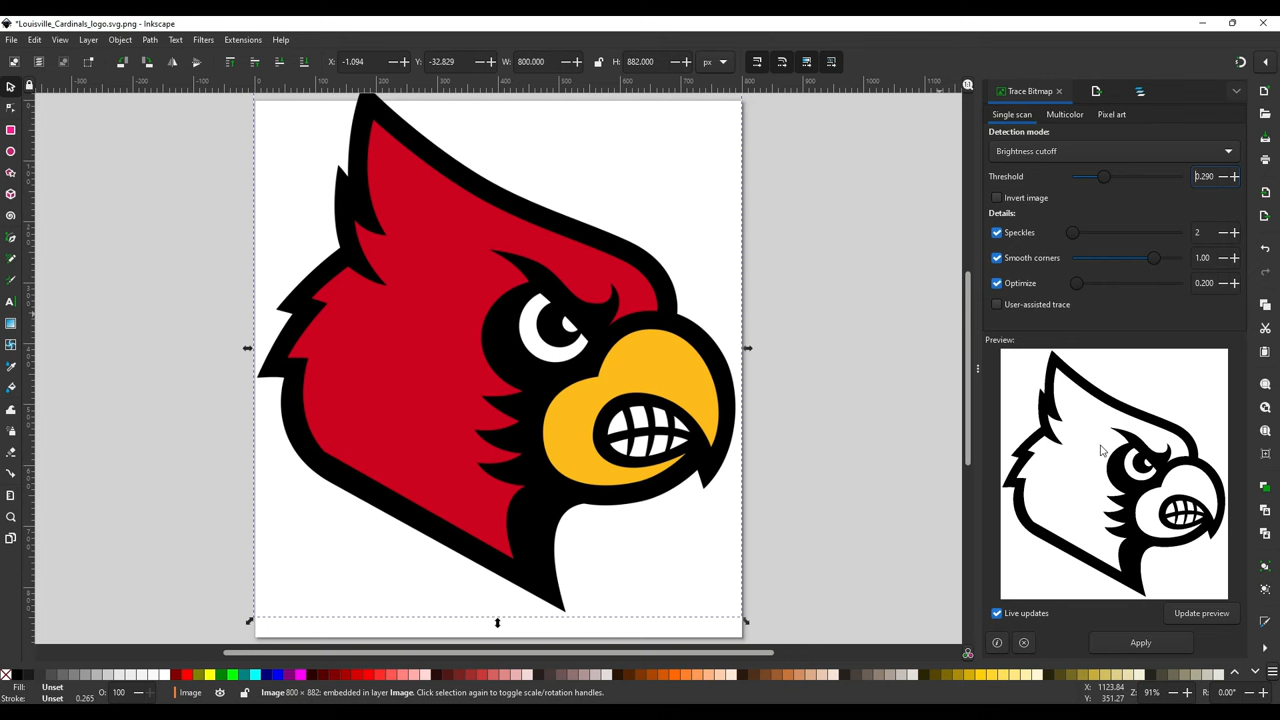 *Louisville_Cardinals_logo.svg.png - Inkscape
File Edit View Layer Object Path Text Filters Extensions Help
X: -1.094 Y: -32.829 W: 800.000 H: 882.000 px
Trace Bitmap
Single scan Multicolor Pixel art
Detection mode:
Brightness cutoff
Threshold 0.290
Invert image
Details:
Speckles 2
Smooth corners 1.00
Optimize 0.200
User-assisted trace
Preview:
Live updates Update preview
Apply
Fill: Unset O: 100 Image Image 800 × 882: embedded in layer Image. Click selection again to toggle scale/rotation handles. X: 1123.84 Z: 91% R: 0.00°
Stroke: Unset 0.265 Y: 351.27